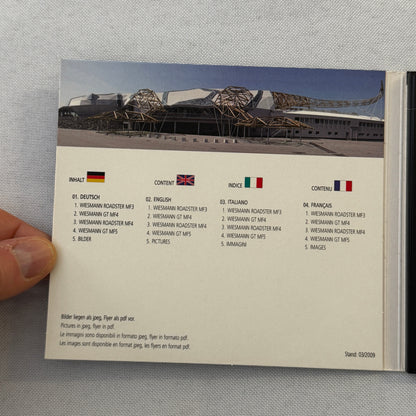 INHALT
01. DEUTSCH
1. WIESMANN ROADSTER MF3
2. WIESMANN GT MF4
3. WIESMANN ROADSTER MF4
4. WIESMANN GT MF5
5. BILDER
CONTENT
02. ENGLISH
1. WIESMANN ROADSTER MF3
2. WIESMANN GT MF4
3. WIESMANN ROADSTER MF4
4. WIESMANN GT MF5
5. PICTURES
INDICE
03. ITALIANO
1. WIESMANN ROADSTER MF3
2. WIESMANN GT MF4
3. WIESMANN ROADSTER MF4
4. WIESMANN GT MF5
5. IMMAGINI
CONTENU
04. FRANÇAIS
1. WIESMANN ROADSTER MF3
2. WIESMANN GT MF4
3. WIESMANN ROADSTER MF4
4. WIESMANN GT MF5
5. IMAGES
Bilder liegen als jpeg, Flyer als pdf vor.
Pictures in jpeg, flyer in pdf.
Le immagini sono disponibili in formato jpeg, flyer in formato pdf.
Les images sont disponible en format jpeg, les flyers en format pdf.
Stand: 03/2009